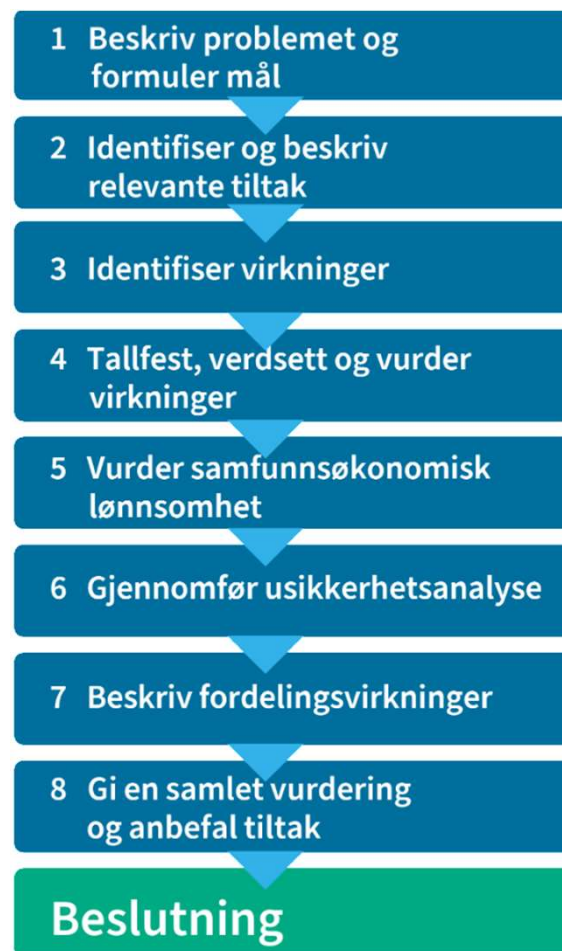 1 Beskriv problemet og
formuler mål
2 Identifiser og beskriv
relevante tiltak
3 Identifiser virkninger
4 Tallfest, verdsett og vurder
virkninger
5 Vurder samfunnsøkonomisk
lønnsomhet
6 Gjennomfør usikkerhetsanalyse
7 Beskriv fordelingsvirkninger
8 Gi en samlet vurdering
og anbefal tiltak
Beslutning